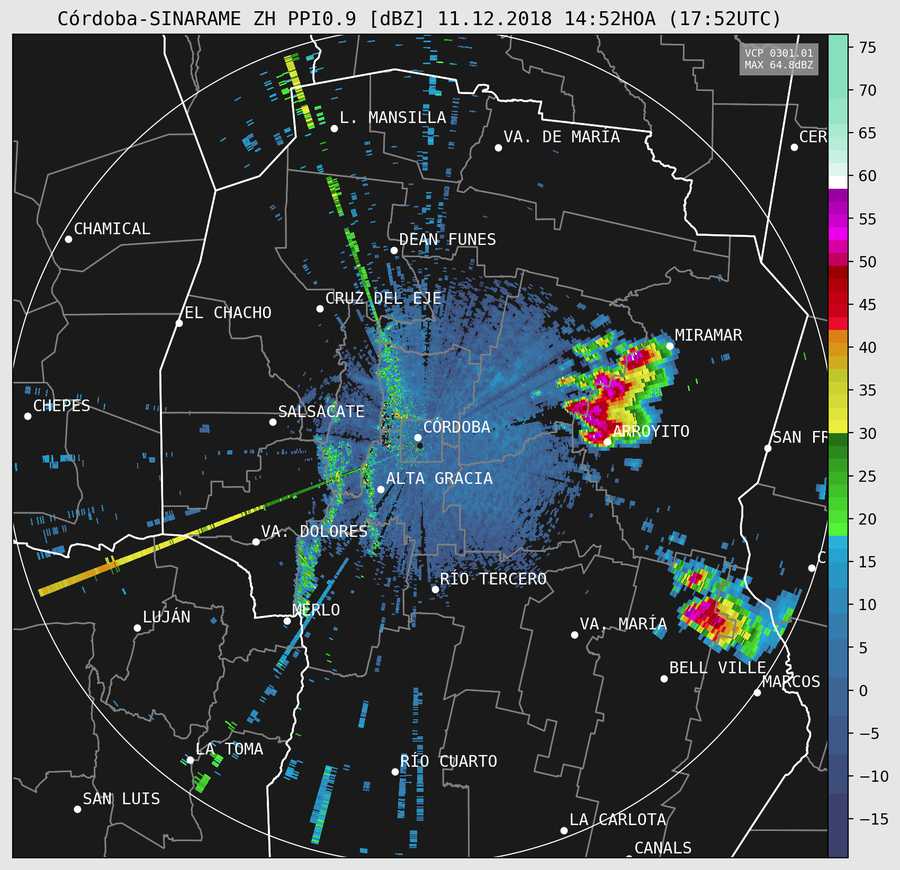 Córdoba-SINARAME ZH PPI0.9 [dBZ] 11.12.2018 14:52HOA (17:52UTC)
VCP 0301.01
MAX 64.8dBZ
L. MANSILLA
VA. DE MARÍA
CER
CHAMICAL
DEAN FUNES
CRUZ DEL EJE
EL CHACHO
MIRAMAR
CHEPES
SALSACATE
CÓRDOBA
ARROYITO
SAN FR
ALTA GRACIA
VA. DOLORES
C
RÍO TERCERO
MERLO
LUJÁN
VA. MARÍA
BELL VILLE
MARCOS
LA TOMA
RÍO CUARTO
SAN LUIS
LA CARLOTA
CANALS
75
70
65
60
55
50
45
40
35
30
25
20
15
10
5
0
−5
−10
−15